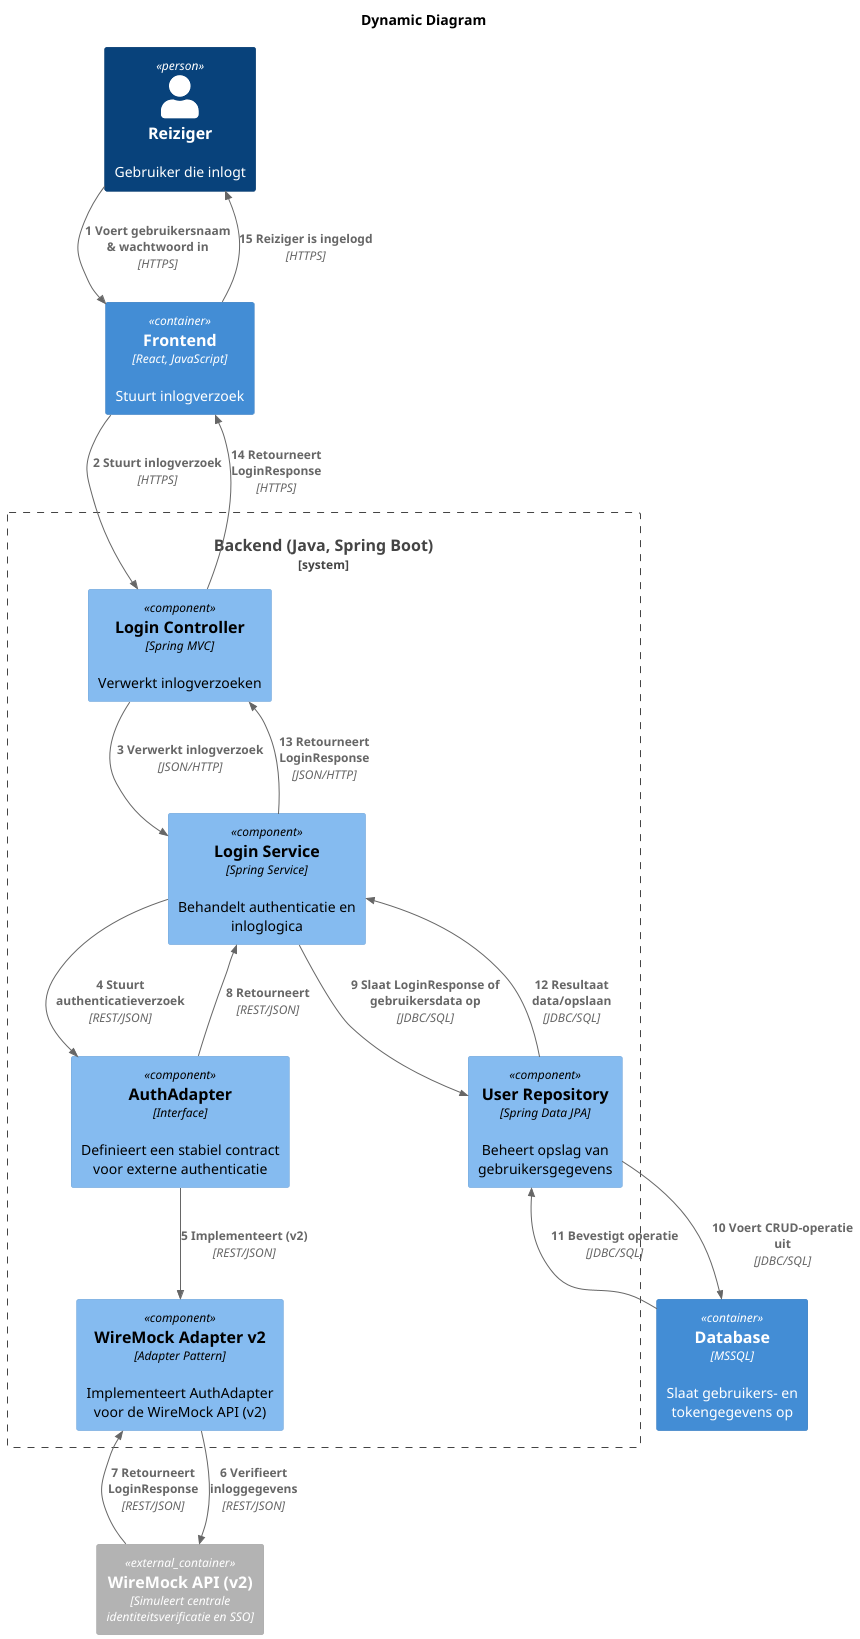 Dynamic Diagram
«person»
Reiziger
Gebruiker die inlogt
1 Voert gebruikersnaam
& wachtwoord in
[HTTPS]
15 Reiziger is ingelogd
[HTTPS]
«container»
Frontend
[React, JavaScript]
Stuurt inlogverzoek
2 Stuurt inlogverzoek
[HTTPS]
14 Retourneert
LoginResponse
[HTTPS]
Backend (Java, Spring Boot)
[system]
«component»
Login Controller
[Spring MVC]
Verwerkt inlogverzoeken
3 Verwerkt inlogverzoek
[JSON/HTTP]
13 Retourneert
LoginResponse
[JSON/HTTP]
«component»
Login Service
[Spring Service]
Behandelt authenticatie en
inloglogica
4 Stuurt
authenticatieverzoek
[REST/JSON]
8 Retourneert
[REST/JSON]
9 Slaat LoginResponse of
gebruikersdata op
[JDBC/SQL]
12 Resultaat
data/opslaan
[JDBC/SQL]
«component»
AuthAdapter
[Interface]
Definieert een stabiel contract
voor externe authenticatie
«component»
User Repository
[Spring Data JPA]
Beheert opslag van
gebruikersgegevens
5 Implementeert (v2)
[REST/JSON]
11 Bevestigt operatie
[JDBC/SQL]
10 Voert CRUD-operatie
uit
[JDBC/SQL]
«component»
WireMock Adapter v2
[Adapter Pattern]
Implementeert AuthAdapter
voor de WireMock API (v2)
«container»
Database
[MSSQL]
Slaat gebruikers- en
tokengegevens op
7 Retourneert
LoginResponse
[REST/JSON]
6 Verifieert
inloggegevens
[REST/JSON]
«external_container»
WireMock API (v2)
[Simuleert centrale
identiteitsverificatie en SSO]